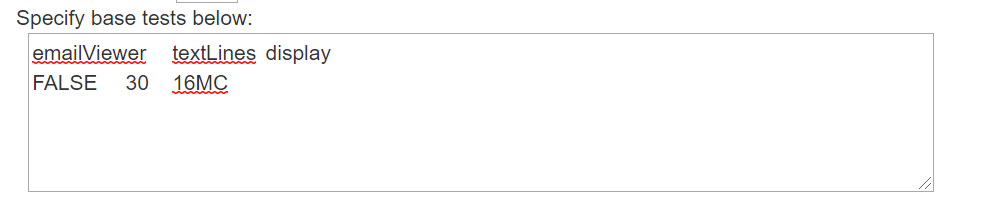 Specify base tests below:
emailViewer textLines display
FALSE 30 16MC